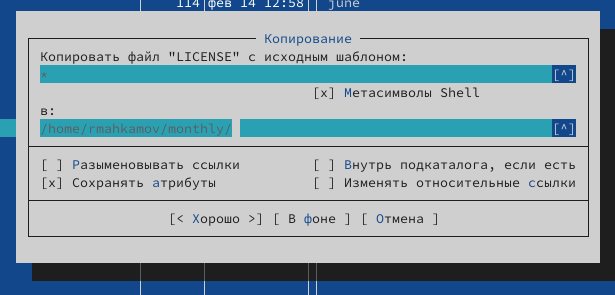 114 фев 14 12:58 june
Копирование
Копировать файл "LICENSE" с исходным шаблоном:
* [^]
[x] Метасимволы Shell
в:
/home/rmahkamov/monthly/ [^]
[ ] Разыменовывать ссылки [ ] Внутрь подкаталога, если есть
[x] Сохранять атрибуты [ ] Изменять относительные ссылки
[< Хорошо >] [ В фоне ] [ Отмена ]